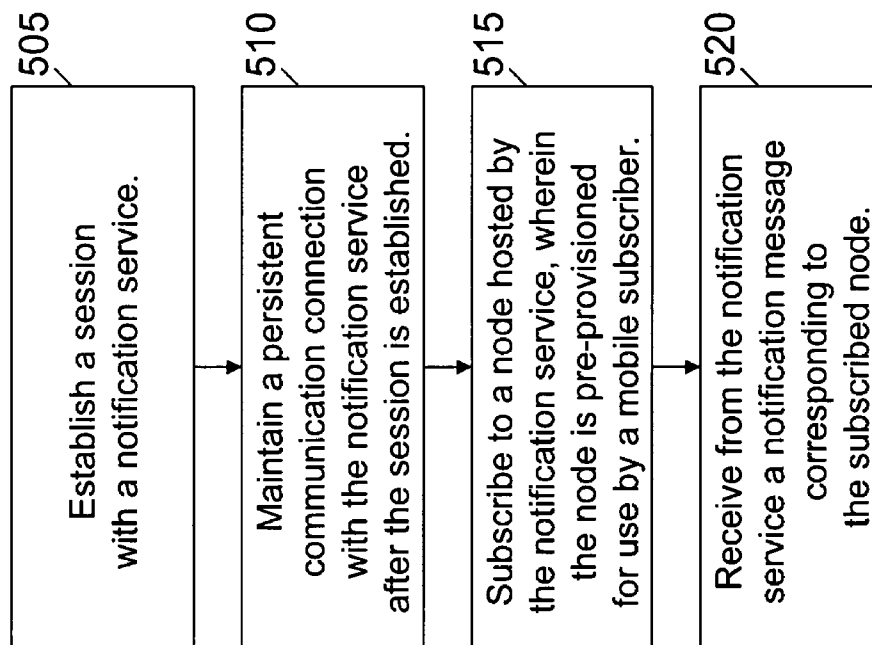 505
Establish a session
with a notification service.
510
Maintain a persistent
communication connection
with the notification service
after the session is established.
515
Subscribe to a node hosted by
the notification service, wherein
the node is pre-provisioned
for use by a mobile subscriber.
520
Receive from the notification
service a notification message
corresponding to
the subscribed node.